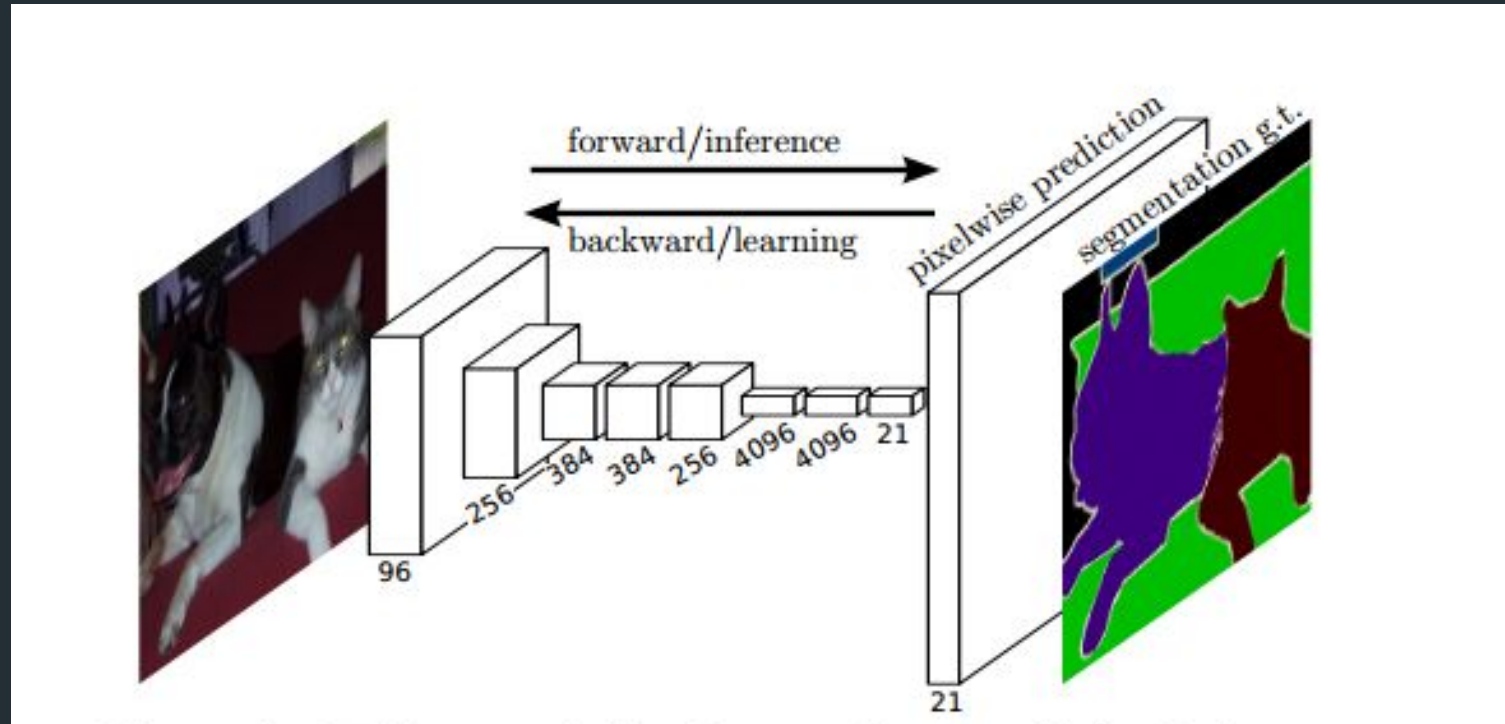 forward/inference
backward/learning
pixelwise prediction
segmentation g.t.
96
256
384
384
256
4096
4096
21
21